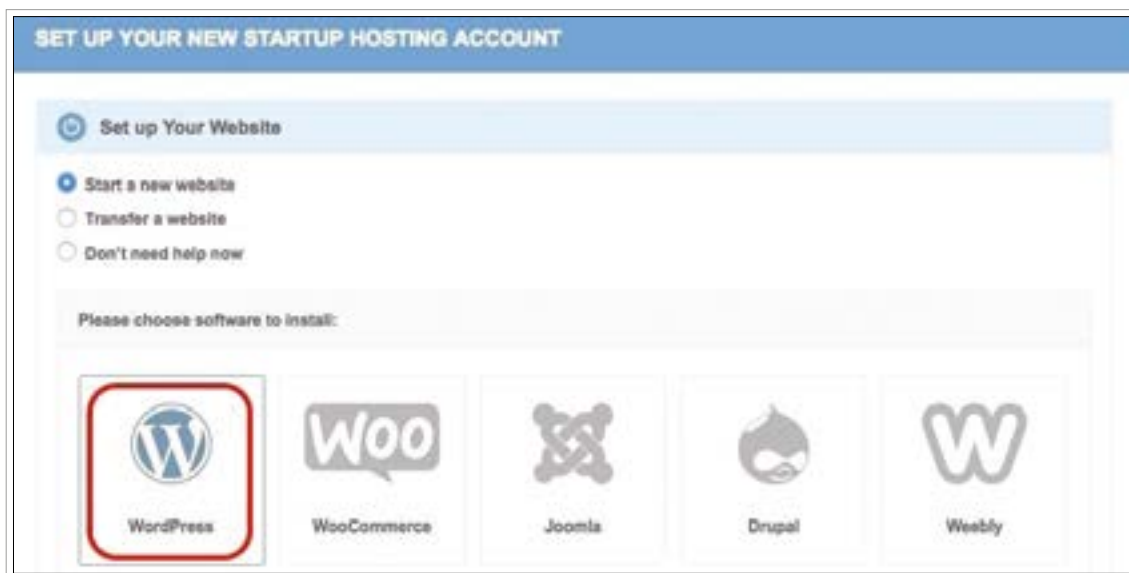 SET UP YOUR NEW STARTUP HOSTING ACCOUNT
Set up Your Website
Start a new website
Transfer a website
Don't need help now
Please choose software to install:
W Woo W
WordPress WooCommerce Joomla Drupal Weebly